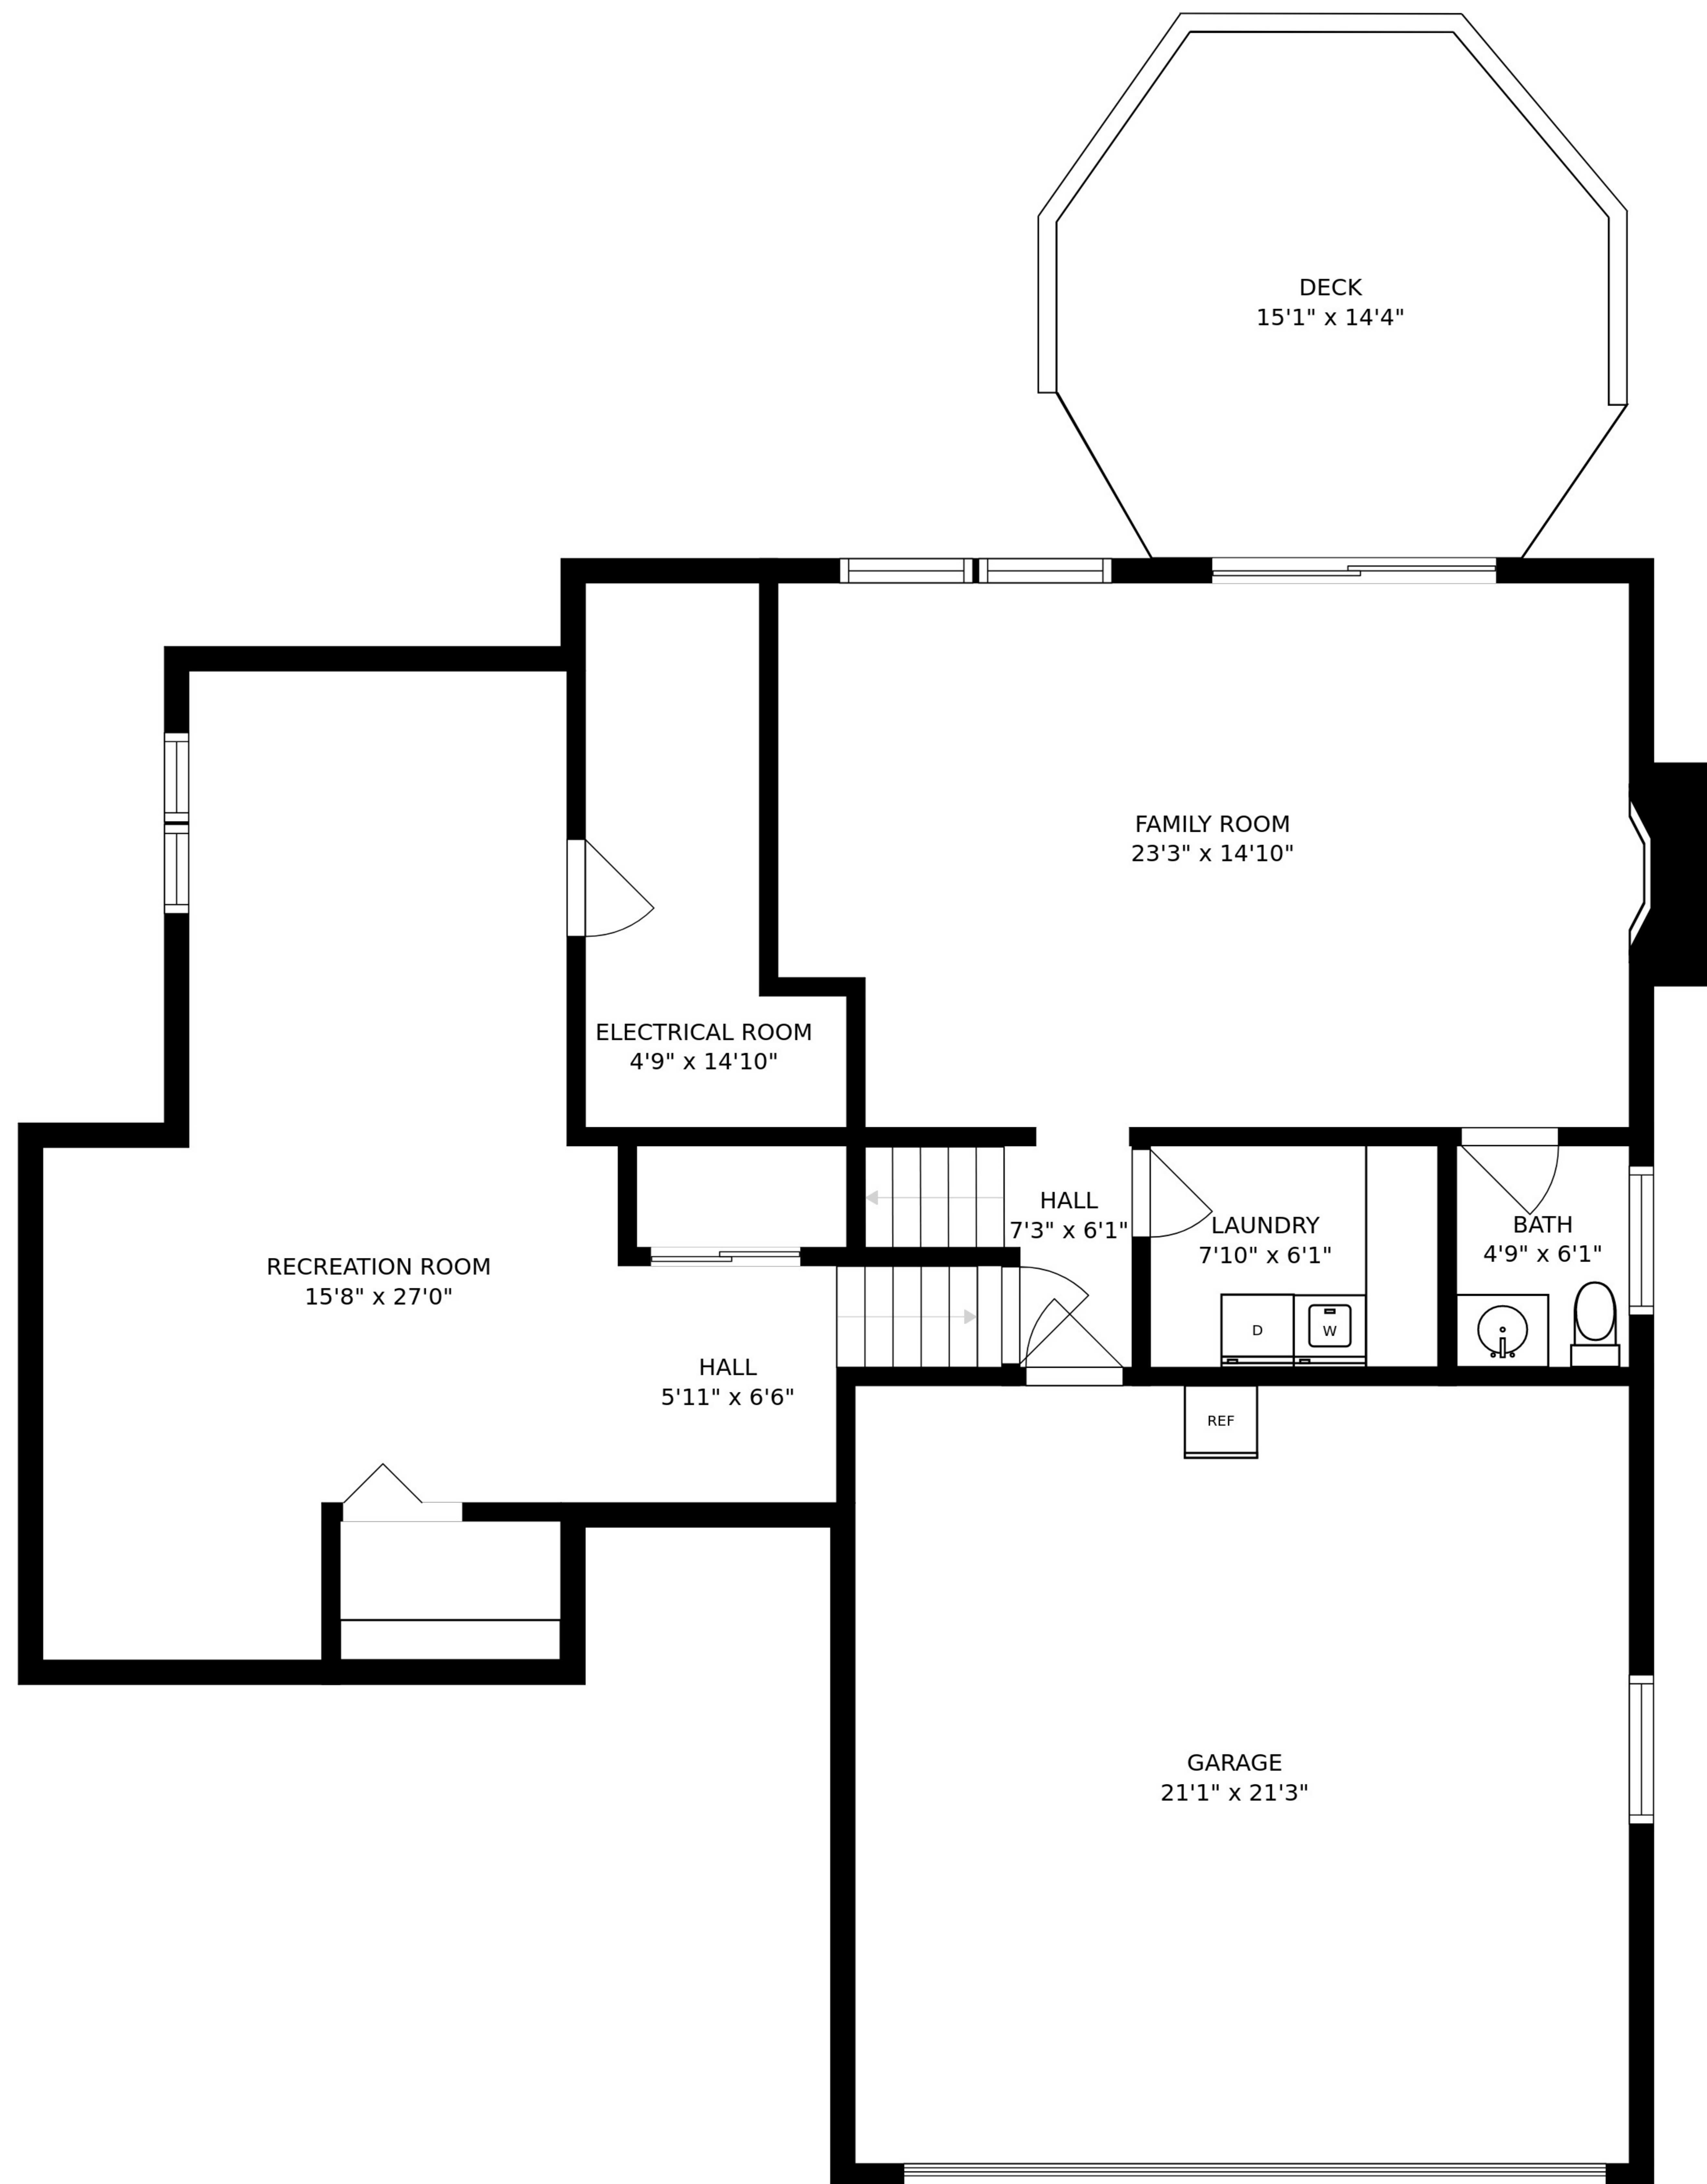 DECK
15'1" x 14'4"
FAMILY ROOM
23'3" x 14'10"
ELECTRICAL ROOM
4'9" x 14'10"
HALL
7'3" x 6'1"
LAUNDRY
7'10" x 6'1"
BATH
4'9" x 6'1"
RECREATION ROOM
15'8" x 27'0"
D
W
HALL
5'11" x 6'6"
REF
GARAGE
21'1" x 21'3"